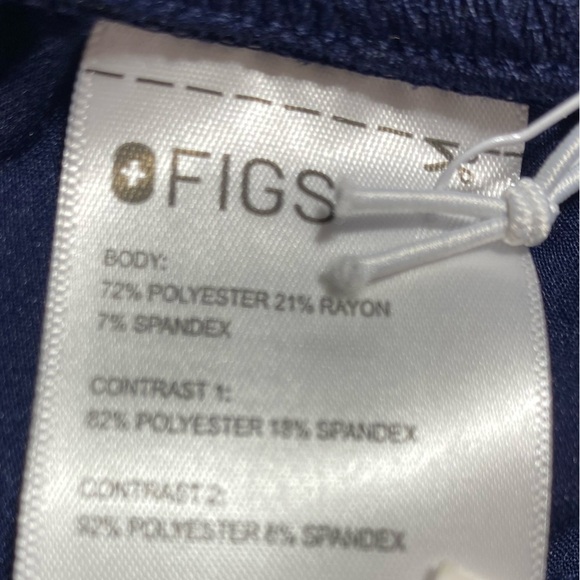 FIGS
BODY:
72% POLYESTER 21% RAYON
7% SPANDEX
CONTRAST 1:
82% POLYESTER 18% SPANDEX
CONTRAST 2:
92% POLYESTER 8% SPANDEX